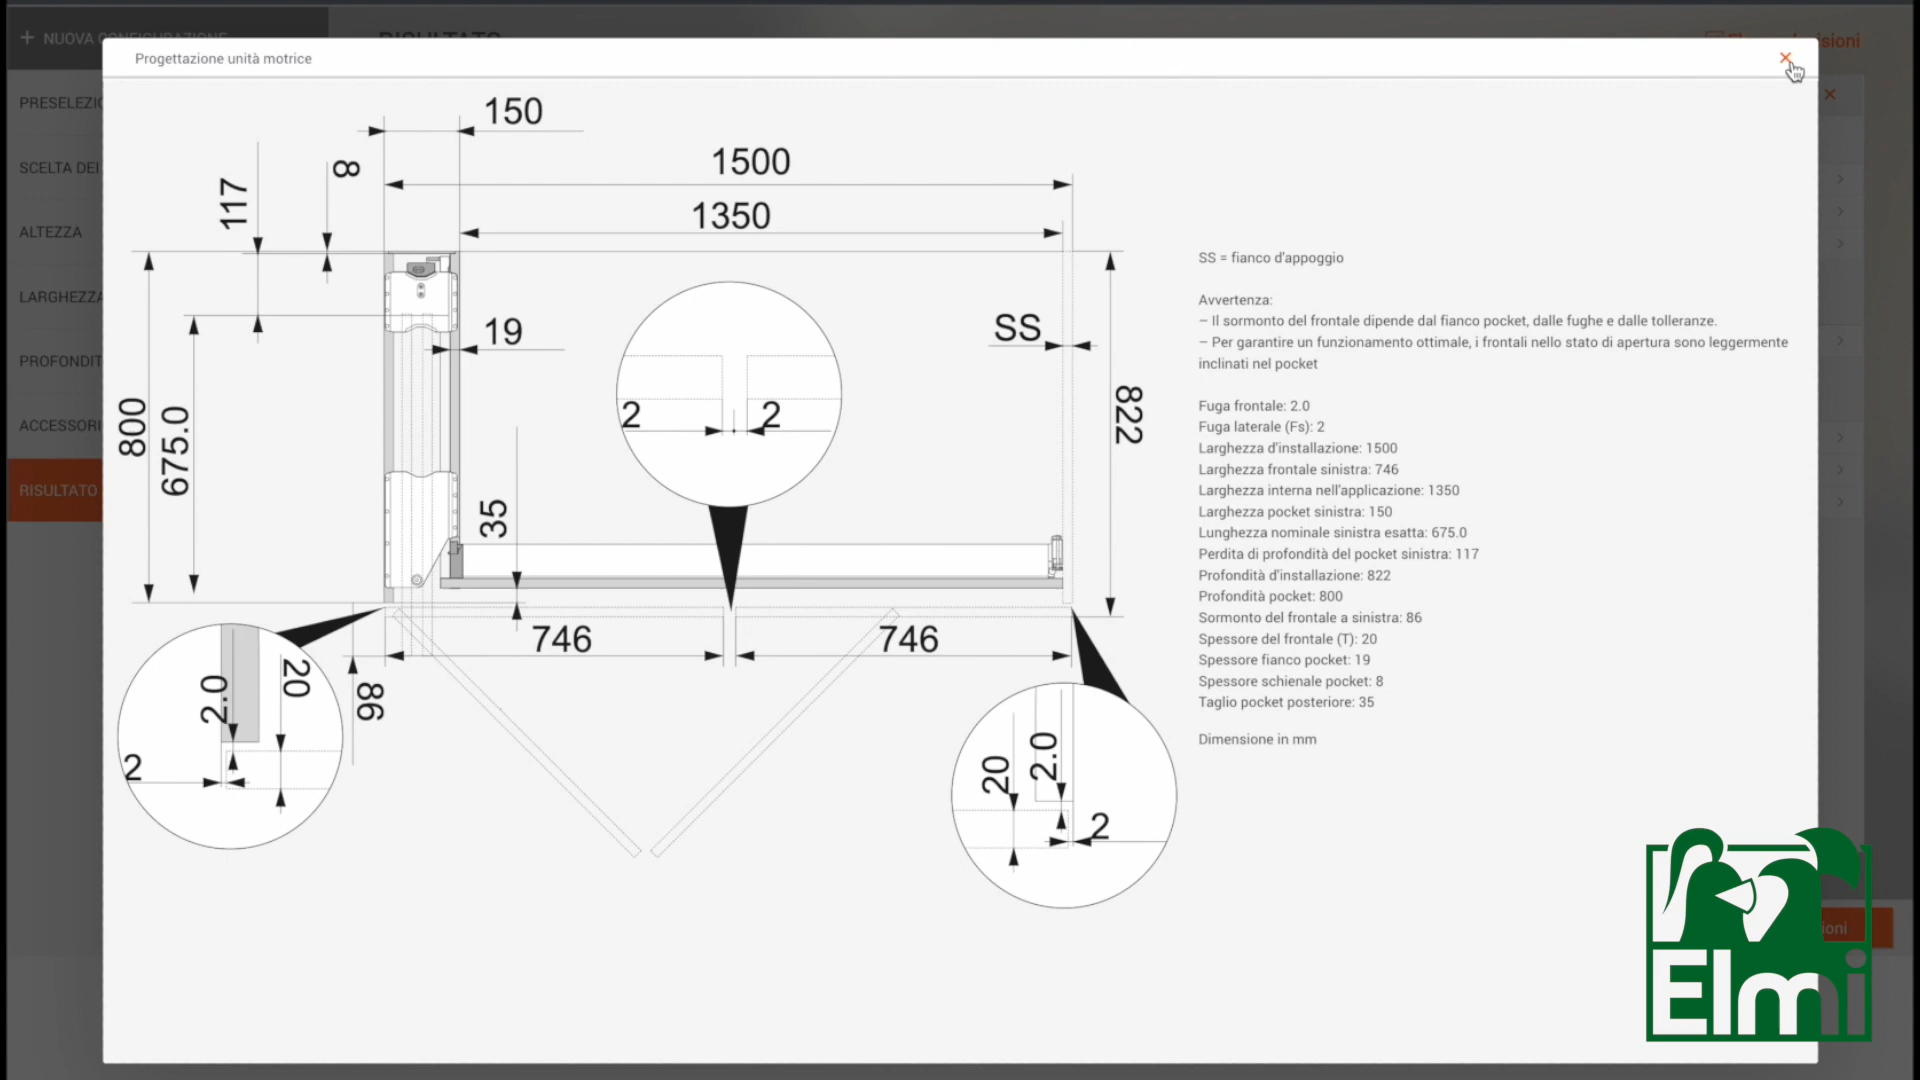 NUOVA CONFIGURAZIONE
RISULTATO
Progettazione unità motrice
PRESELEZIO
SCELTA DEI
ALTEZZA
LARGHEZZA
PROFONDIT
ACCESSORI
RISULTATO
150
1500
1350
8
117
19
SS
800
675.0
822
2 2
35
746 746
86
2.0
20
2
20
2.0
2
SS = fianco d'appoggio
Avvertenza:
– Il sormonto del frontale dipende dal fianco pocket, dalle fughe e dalle tolleranze.
– Per garantire un funzionamento ottimale, i frontali nello stato di apertura sono leggermente
inclinati nel pocket
Fuga frontale: 2.0
Fuga laterale (Fs): 2
Larghezza d'installazione: 1500
Larghezza frontale sinistra: 746
Larghezza interna nell'applicazione: 1350
Larghezza pocket sinistra: 150
Lunghezza nominale sinistra esatta: 675.0
Perdita di profondità del pocket sinistra: 117
Profondità d'installazione: 822
Profondità pocket: 800
Sormonto del frontale a sinistra: 86
Spessore del frontale (T): 20
Spessore fianco pocket: 19
Spessore schienale pocket: 8
Taglio pocket posteriore: 35
Dimensione in mm
ioni
Elmi